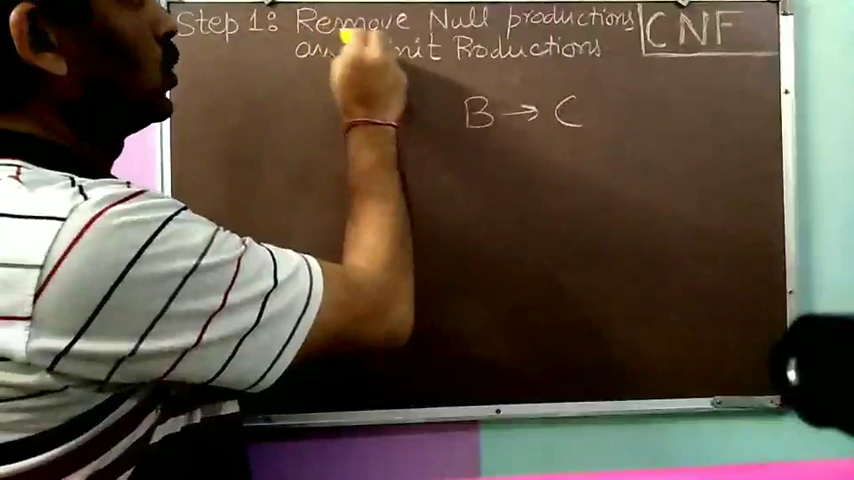 Step 1: Remove Null productions
Productions
CNF
B → C